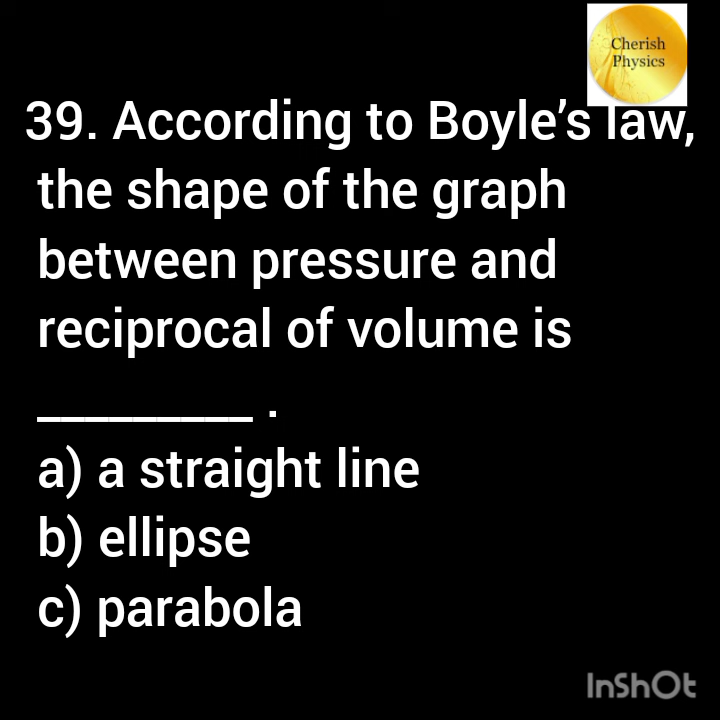 Cherish
Physics
39. According to Boyle's law,
the shape of the graph
between pressure and
reciprocal of volume is
__________ .
a) a straight line
b) ellipse
c) parabola
InShOt